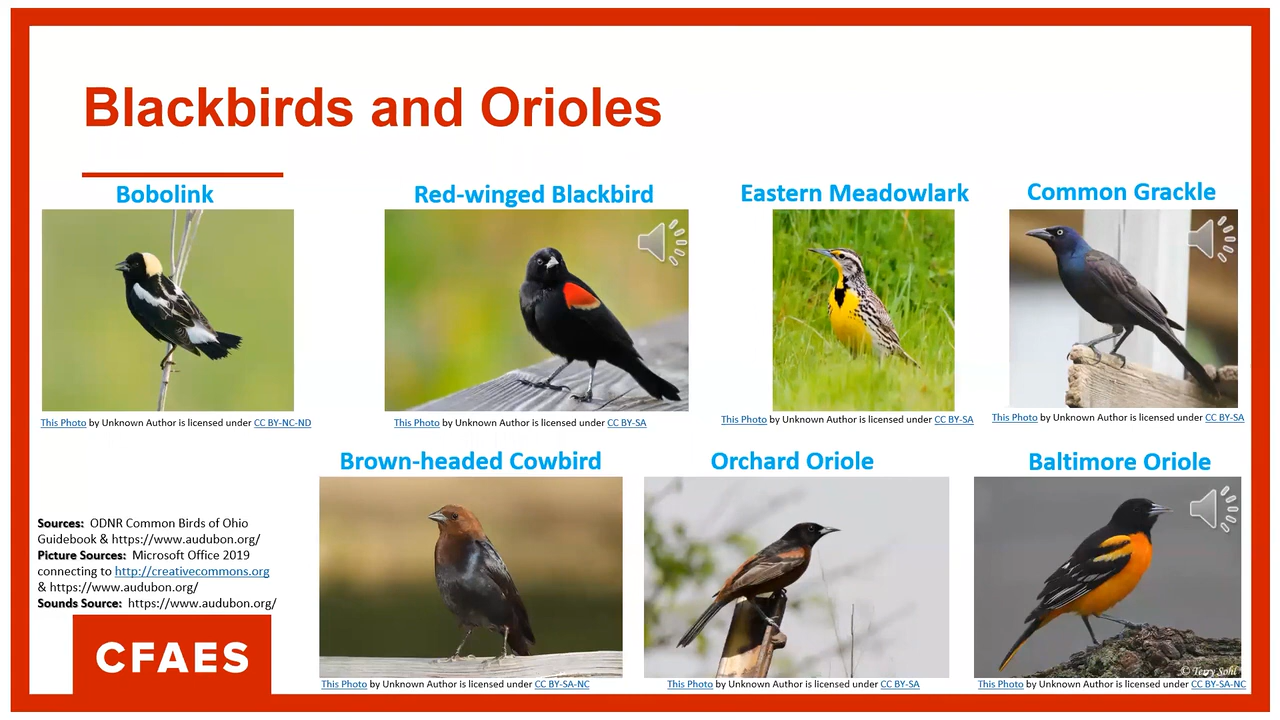 Blackbirds and Orioles
Bobolink
Red-winged Blackbird
Eastern Meadowlark
Common Grackle
This Photo by Unknown Author is licensed under CC BY-NC-ND
This Photo by Unknown Author is licensed under CC BY-SA
This Photo by Unknown Author is licensed under CC BY-SA
This Photo by Unknown Author is licensed under CC BY-SA
Brown-headed Cowbird
Orchard Oriole
Baltimore Oriole
© Terry Sohl
This Photo by Unknown Author is licensed under CC BY-SA-NC
This Photo by Unknown Author is licensed under CC BY-SA
This Photo by Unknown Author is licensed under CC BY-SA-NC
Sources: ODNR Common Birds of Ohio
Guidebook & https://www.audubon.org/
Picture Sources: Microsoft Office 2019
connecting to http://creativecommons.org
& https://www.audubon.org/
Sounds Source: https://www.audubon.org/
CFAES